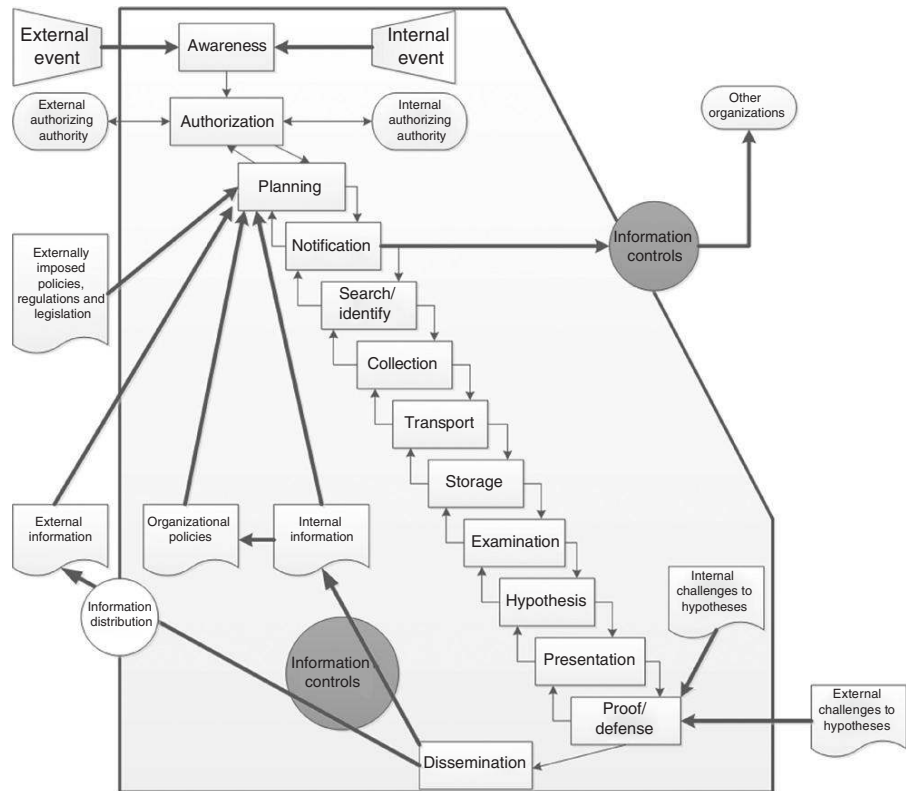 External
event
Awareness
Internal
event
External
authorizing
authority
Authorization
Internal
authorizing
authority
Other
organizations
Planning
Notification
Information
controls
Externally
imposed
policies,
regulations and
legislation
Search/
identify
Collection
Transport
Storage
External
information
Organizational
policies
Internal
information
Examination
Hypothesis
Internal
challenges to
hypotheses
Information
distribution
Information
controls
Presentation
Proof/
defense
External
challenges to
hypotheses
Dissemination